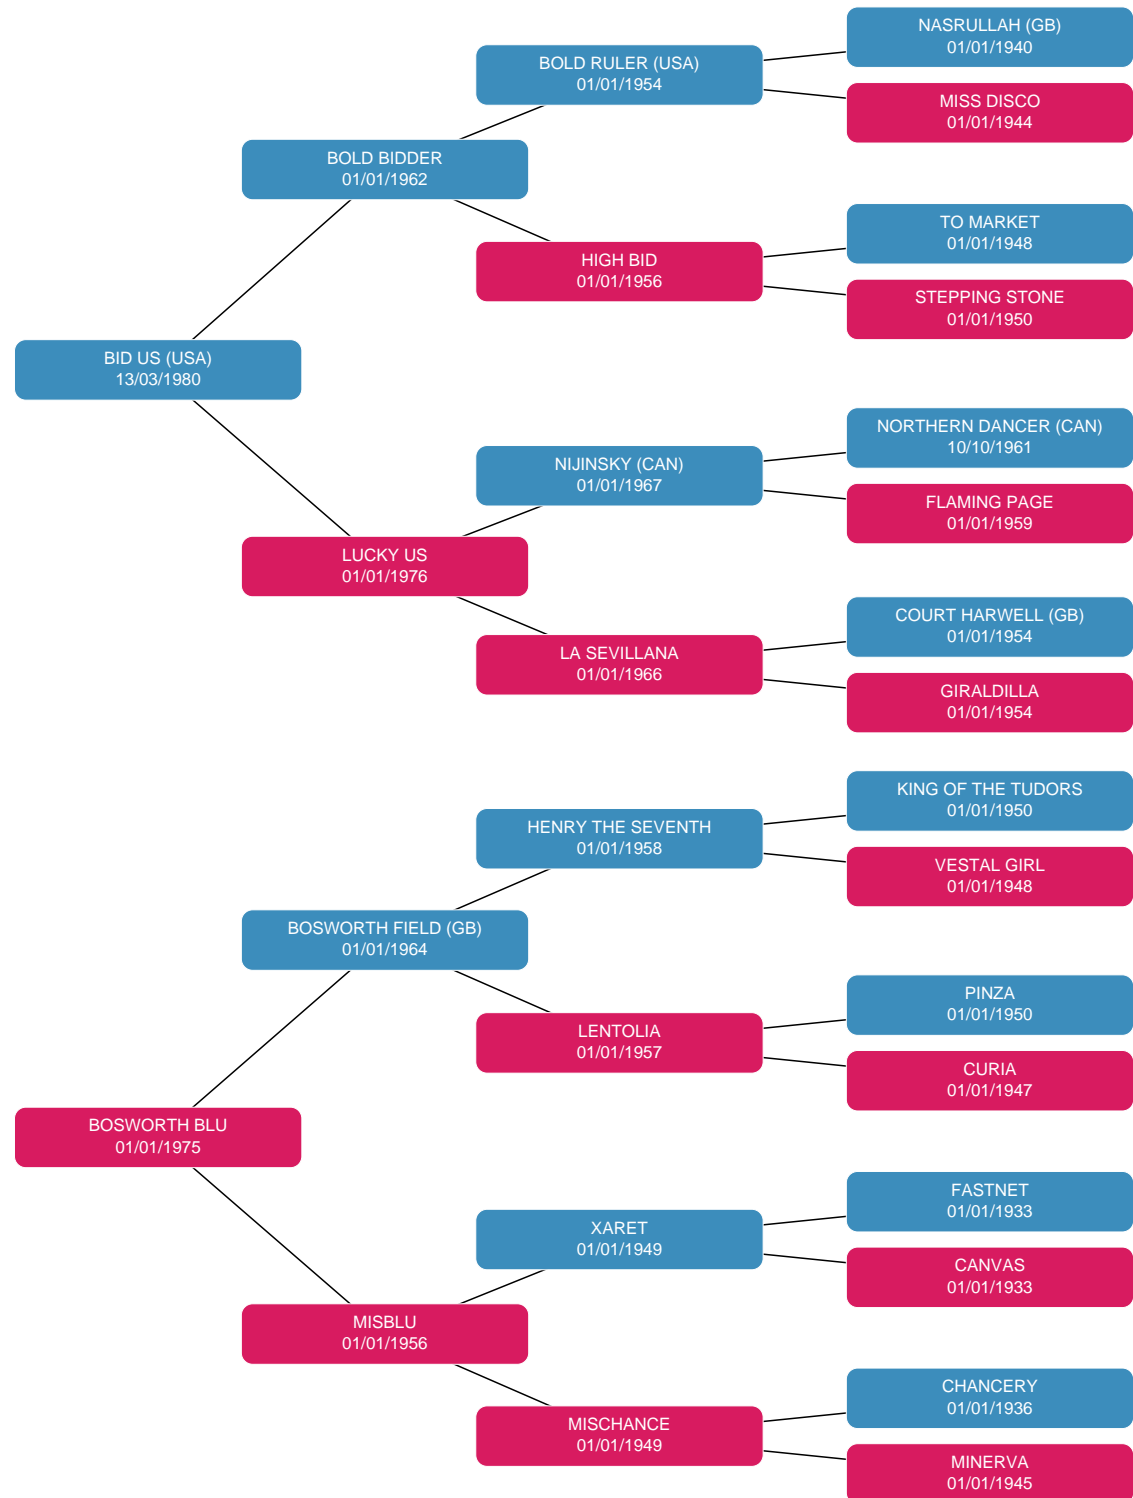 NASRULLAH (GB)
01/01/1940
BOLD RULER (USA)
01/01/1954
MISS DISCO
01/01/1944
BOLD BIDDER
01/01/1962
TO MARKET
01/01/1948
HIGH BID
01/01/1956
STEPPING STONE
01/01/1950
BID US (USA)
13/03/1980
NORTHERN DANCER (CAN)
10/10/1961
NIJINSKY (CAN)
01/01/1967
FLAMING PAGE
01/01/1959
LUCKY US
01/01/1976
COURT HARWELL (GB)
01/01/1954
LA SEVILLANA
01/01/1966
GIRALDILLA
01/01/1954
KING OF THE TUDORS
01/01/1950
HENRY THE SEVENTH
01/01/1958
VESTAL GIRL
01/01/1948
BOSWORTH FIELD (GB)
01/01/1964
PINZA
01/01/1950
LENTOLIA
01/01/1957
CURIA
01/01/1947
BOSWORTH BLU
01/01/1975
FASTNET
01/01/1933
XARET
01/01/1949
CANVAS
01/01/1933
MISBLU
01/01/1956
CHANCERY
01/01/1936
MISCHANCE
01/01/1949
MINERVA
01/01/1945